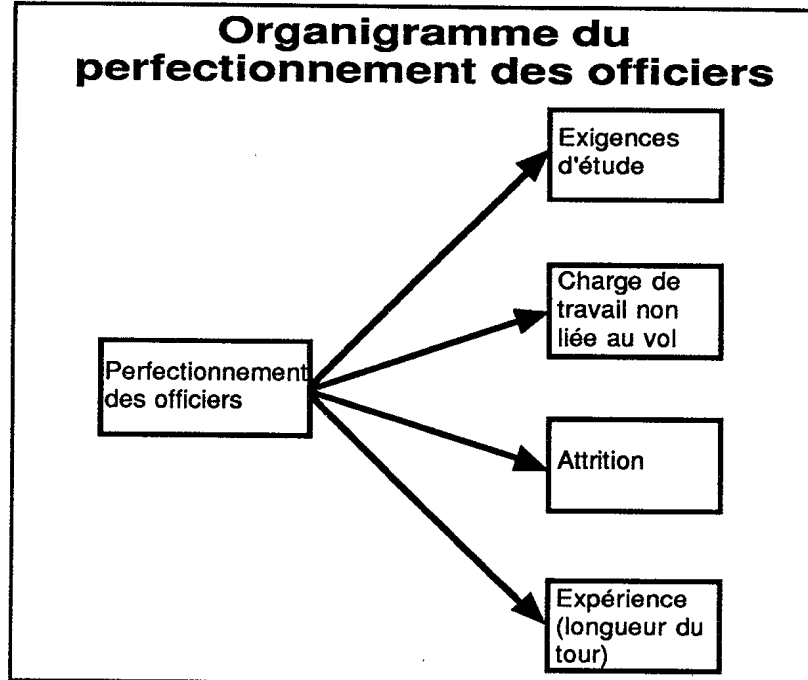 Organigramme du
perfectionnement des officiers
Exigences
d'étude
Charge de
travail non
liée au vol
Perfectionnement
des officiers
Attrition
Expérience
(longueur du
tour)